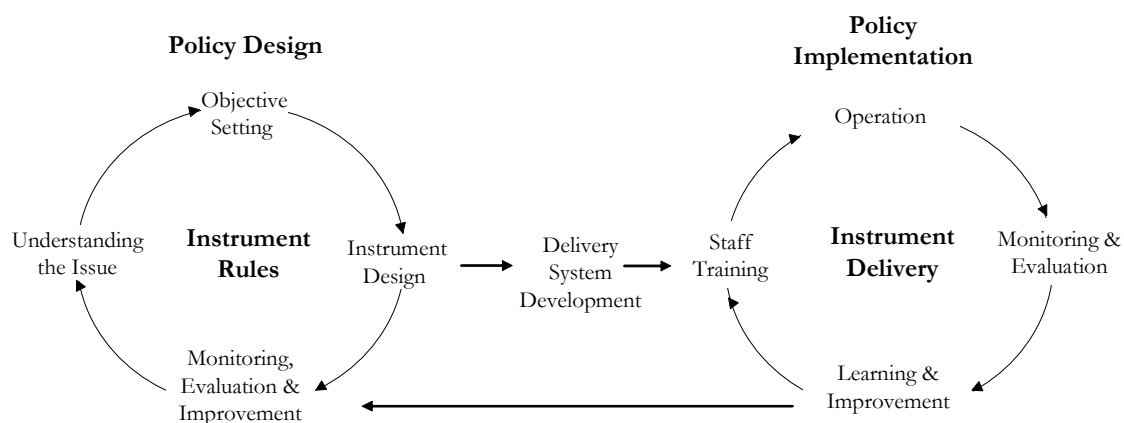 Policy Design
Policy
Implementation
Objective
Setting
Operation
Understanding
the Issue
Instrument
Rules
Instrument
Design
Delivery
System
Development
Staff
Training
Instrument
Delivery
Monitoring &
Evaluation
Monitoring,
Evaluation &
Improvement
Learning &
Improvement